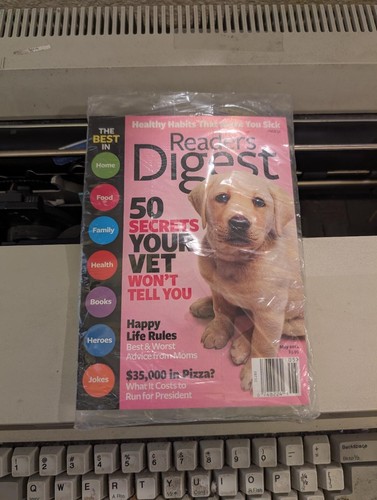 Healthy Habits That Make You Sick
THE
BEST
IN
Reader's
Digest
Home
Food
Family
Health
Books
Heroes
Jokes
50
SECRETS
YOUR
VET
WON'T
TELL YOU
Happy
Life Rules
Best & Worst
Advice from Moms
$35,000 in Pizza?
What It Costs to
Run for President
Backspace
Q W E R T Y U I O P